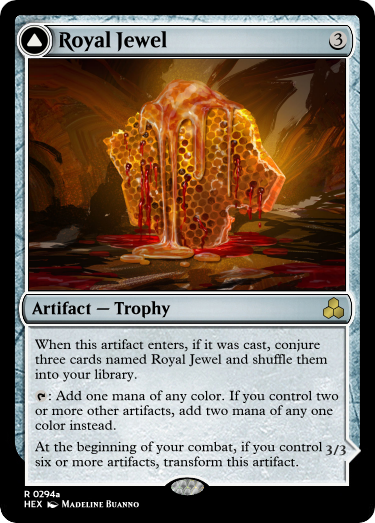 Royal Jewel 3
Artifact — Trophy
When this artifact enters, if it was cast, conjure
three cards named Royal Jewel and shuffle them
into your library.
: Add one mana of any color. If you control two
or more other artifacts, add two mana of any one
color instead.
At the beginning of your combat, if you control
six or more artifacts, transform this artifact.
3/3
R 0294a
HEX Madeline Buanno